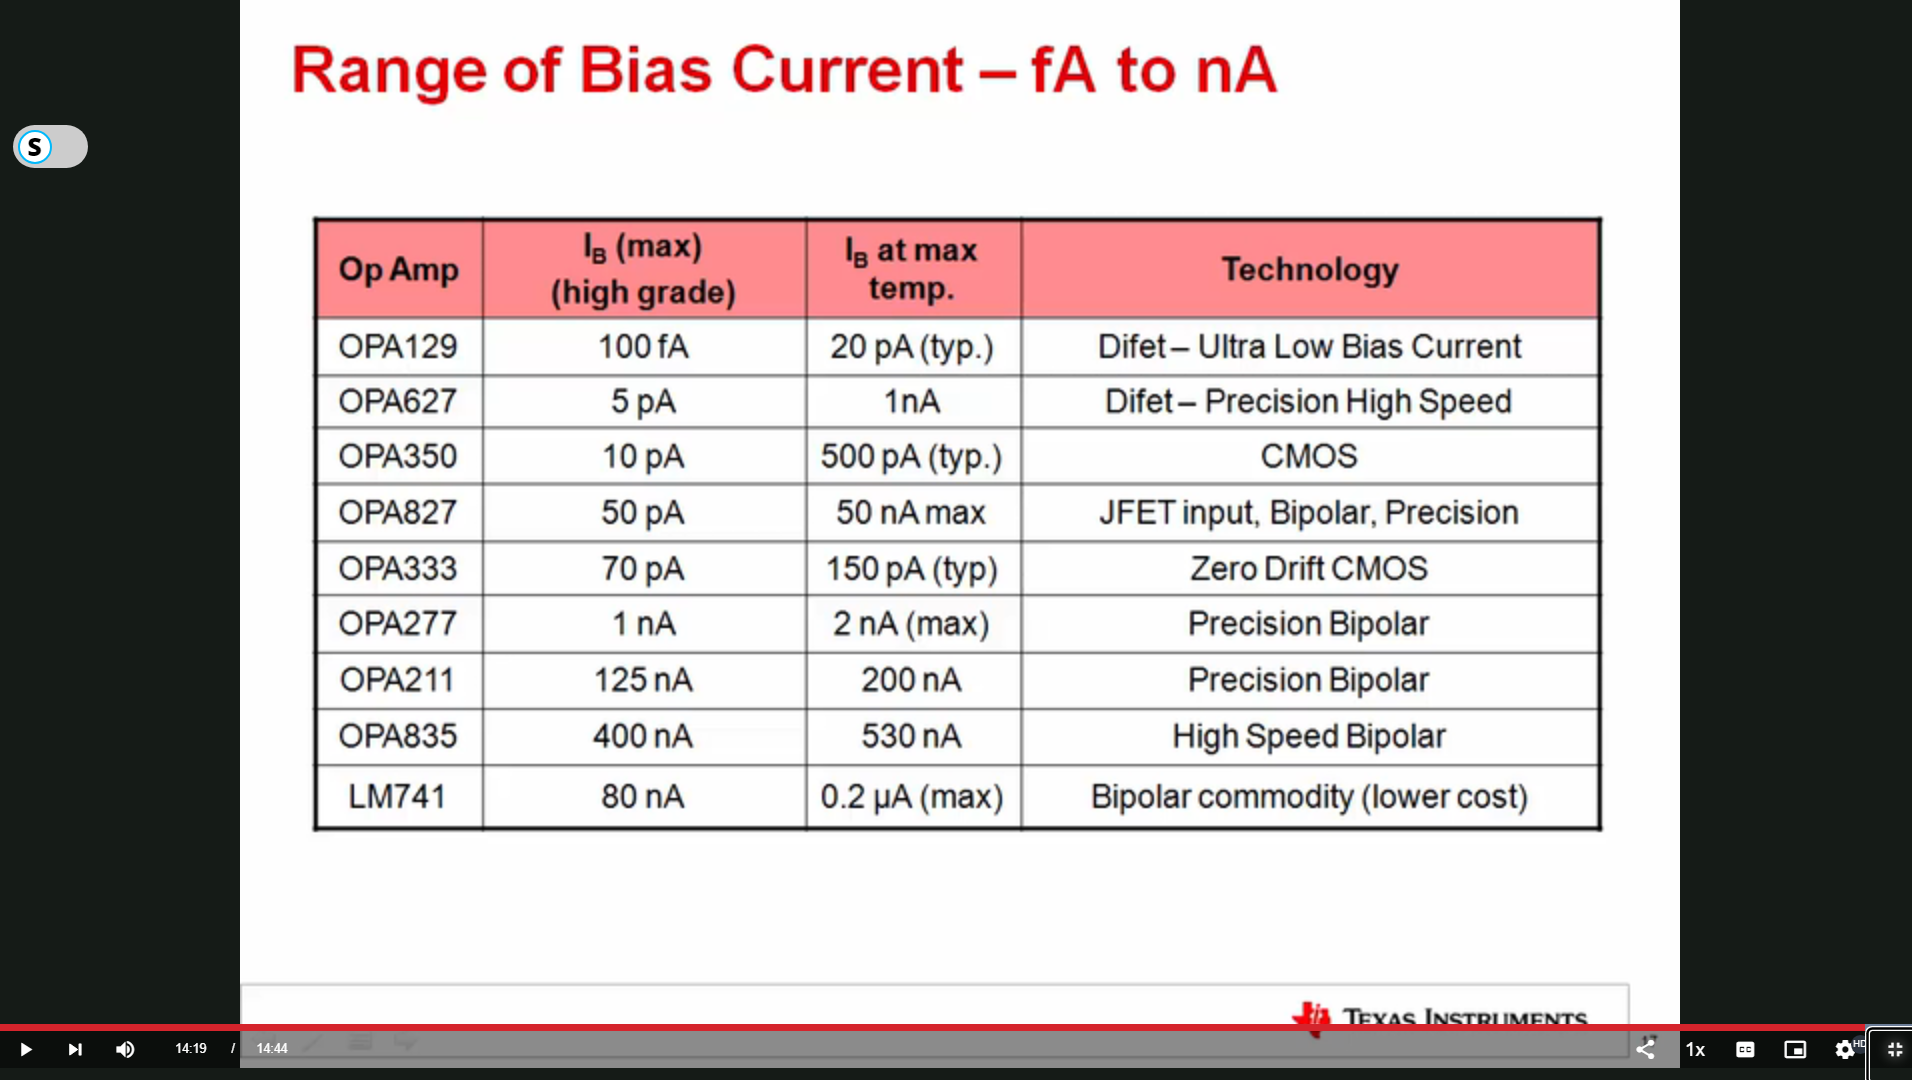 Range of Bias Current – fA to nA
S
Op Amp
IB (max)
(high grade)
IB at max
temp.
Technology
OPA129 100 fA 20 pA (typ.) Difet – Ultra Low Bias Current
OPA627 5 pA 1nA Difet – Precision High Speed
OPA350 10 pA 500 pA (typ.) CMOS
OPA827 50 pA 50 nA max JFET input, Bipolar, Precision
OPA333 70 pA 150 pA (typ) Zero Drift CMOS
OPA277 1 nA 2 nA (max) Precision Bipolar
OPA211 125 nA 200 nA Precision Bipolar
OPA835 400 nA 530 nA High Speed Bipolar
LM741 80 nA 0.2 µA (max) Bipolar commodity (lower cost)
TEXAS INSTRUMENTS
14:19 / 14:44 1x CC HD